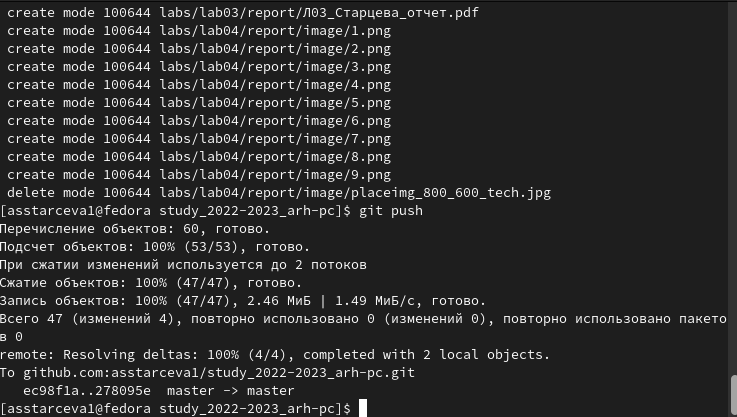 create mode 100644 labs/lab03/report/Л03_Старцева_отчет.pdf
create mode 100644 labs/lab04/report/image/1.png
create mode 100644 labs/lab04/report/image/2.png
create mode 100644 labs/lab04/report/image/3.png
create mode 100644 labs/lab04/report/image/4.png
create mode 100644 labs/lab04/report/image/5.png
create mode 100644 labs/lab04/report/image/6.png
create mode 100644 labs/lab04/report/image/7.png
create mode 100644 labs/lab04/report/image/8.png
create mode 100644 labs/lab04/report/image/9.png
delete mode 100644 labs/lab04/report/image/placeimg_800_600_tech.jpg
[asstarceva1@fedora study_2022-2023_arh-pc]$ git push
Перечисление объектов: 60, готово.
Подсчет объектов: 100% (53/53), готово.
При сжатии изменений используется до 2 потоков
Сжатие объектов: 100% (47/47), готово.
Запись объектов: 100% (47/47), 2.46 МиБ | 1.49 МиБ/с, готово.
Всего 47 (изменений 4), повторно использовано 0 (изменений 0), повторно использовано пакето
в 0
remote: Resolving deltas: 100% (4/4), completed with 2 local objects.
To github.com:asstarceva1/study_2022-2023_arh-pc.git
ec98f1a..278095e  master -> master
[asstarceva1@fedora study_2022-2023_arh-pc]$